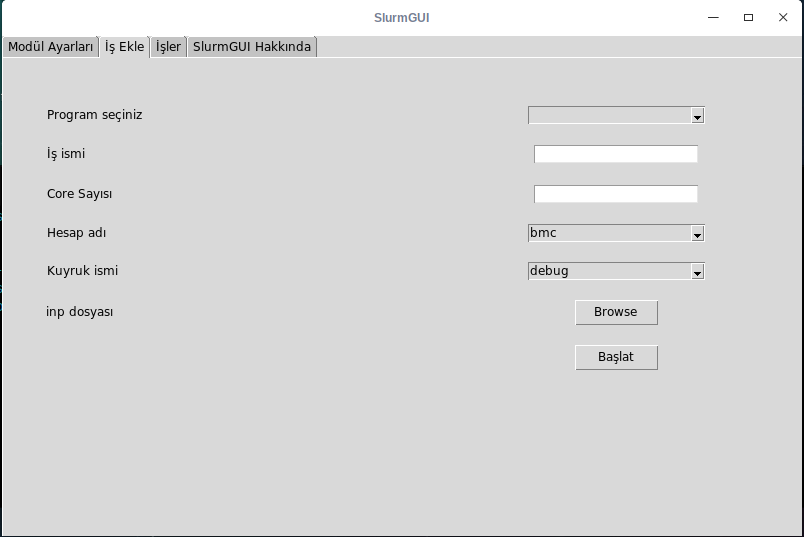 SlurmGUI
Modül Ayarları İş Ekle İşler SlurmGUI Hakkında
Program seçiniz
İş ismi
Core Sayısı
Hesap adı bmc
Kuyruk ismi debug
inp dosyası Browse
Başlat